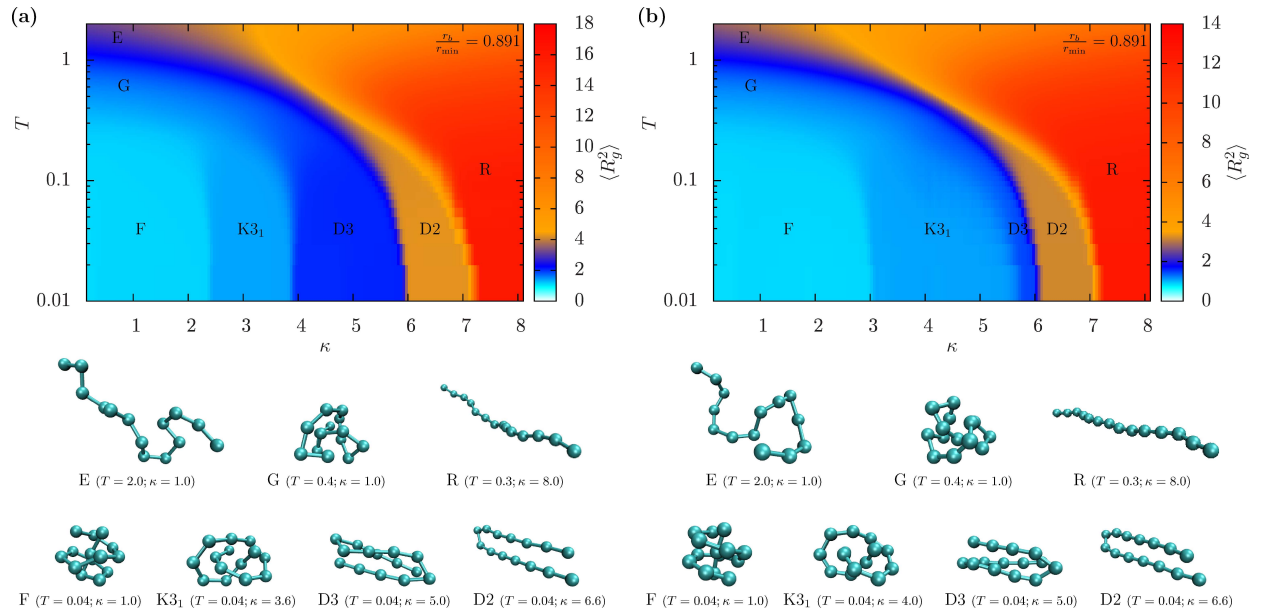 (a)
E
r_b / r_min = 0.891
G
F
K3₁
D3
D2
R
T
1
0.1
0.01
1 2 3 4 5 6 7 8
κ
18
16
14
12
10
8
6
4
2
0
⟨R_g²⟩
E (T = 2.0; κ = 1.0)
G (T = 0.4; κ = 1.0)
R (T = 0.3; κ = 8.0)
F (T = 0.04; κ = 1.0)
K3₁ (T = 0.04; κ = 3.6)
D3 (T = 0.04; κ = 5.0)
D2 (T = 0.04; κ = 6.6)
(b)
E
r_b / r_min = 0.891
G
F
K3₁
D3
D2
R
T
1
0.1
0.01
1 2 3 4 5 6 7 8
κ
14
12
10
8
6
4
2
0
⟨R_g²⟩
E (T = 2.0; κ = 1.0)
G (T = 0.4; κ = 1.0)
R (T = 0.3; κ = 8.0)
F (T = 0.04; κ = 1.0)
K3₁ (T = 0.04; κ = 4.0)
D3 (T = 0.04; κ = 5.0)
D2 (T = 0.04; κ = 6.6)